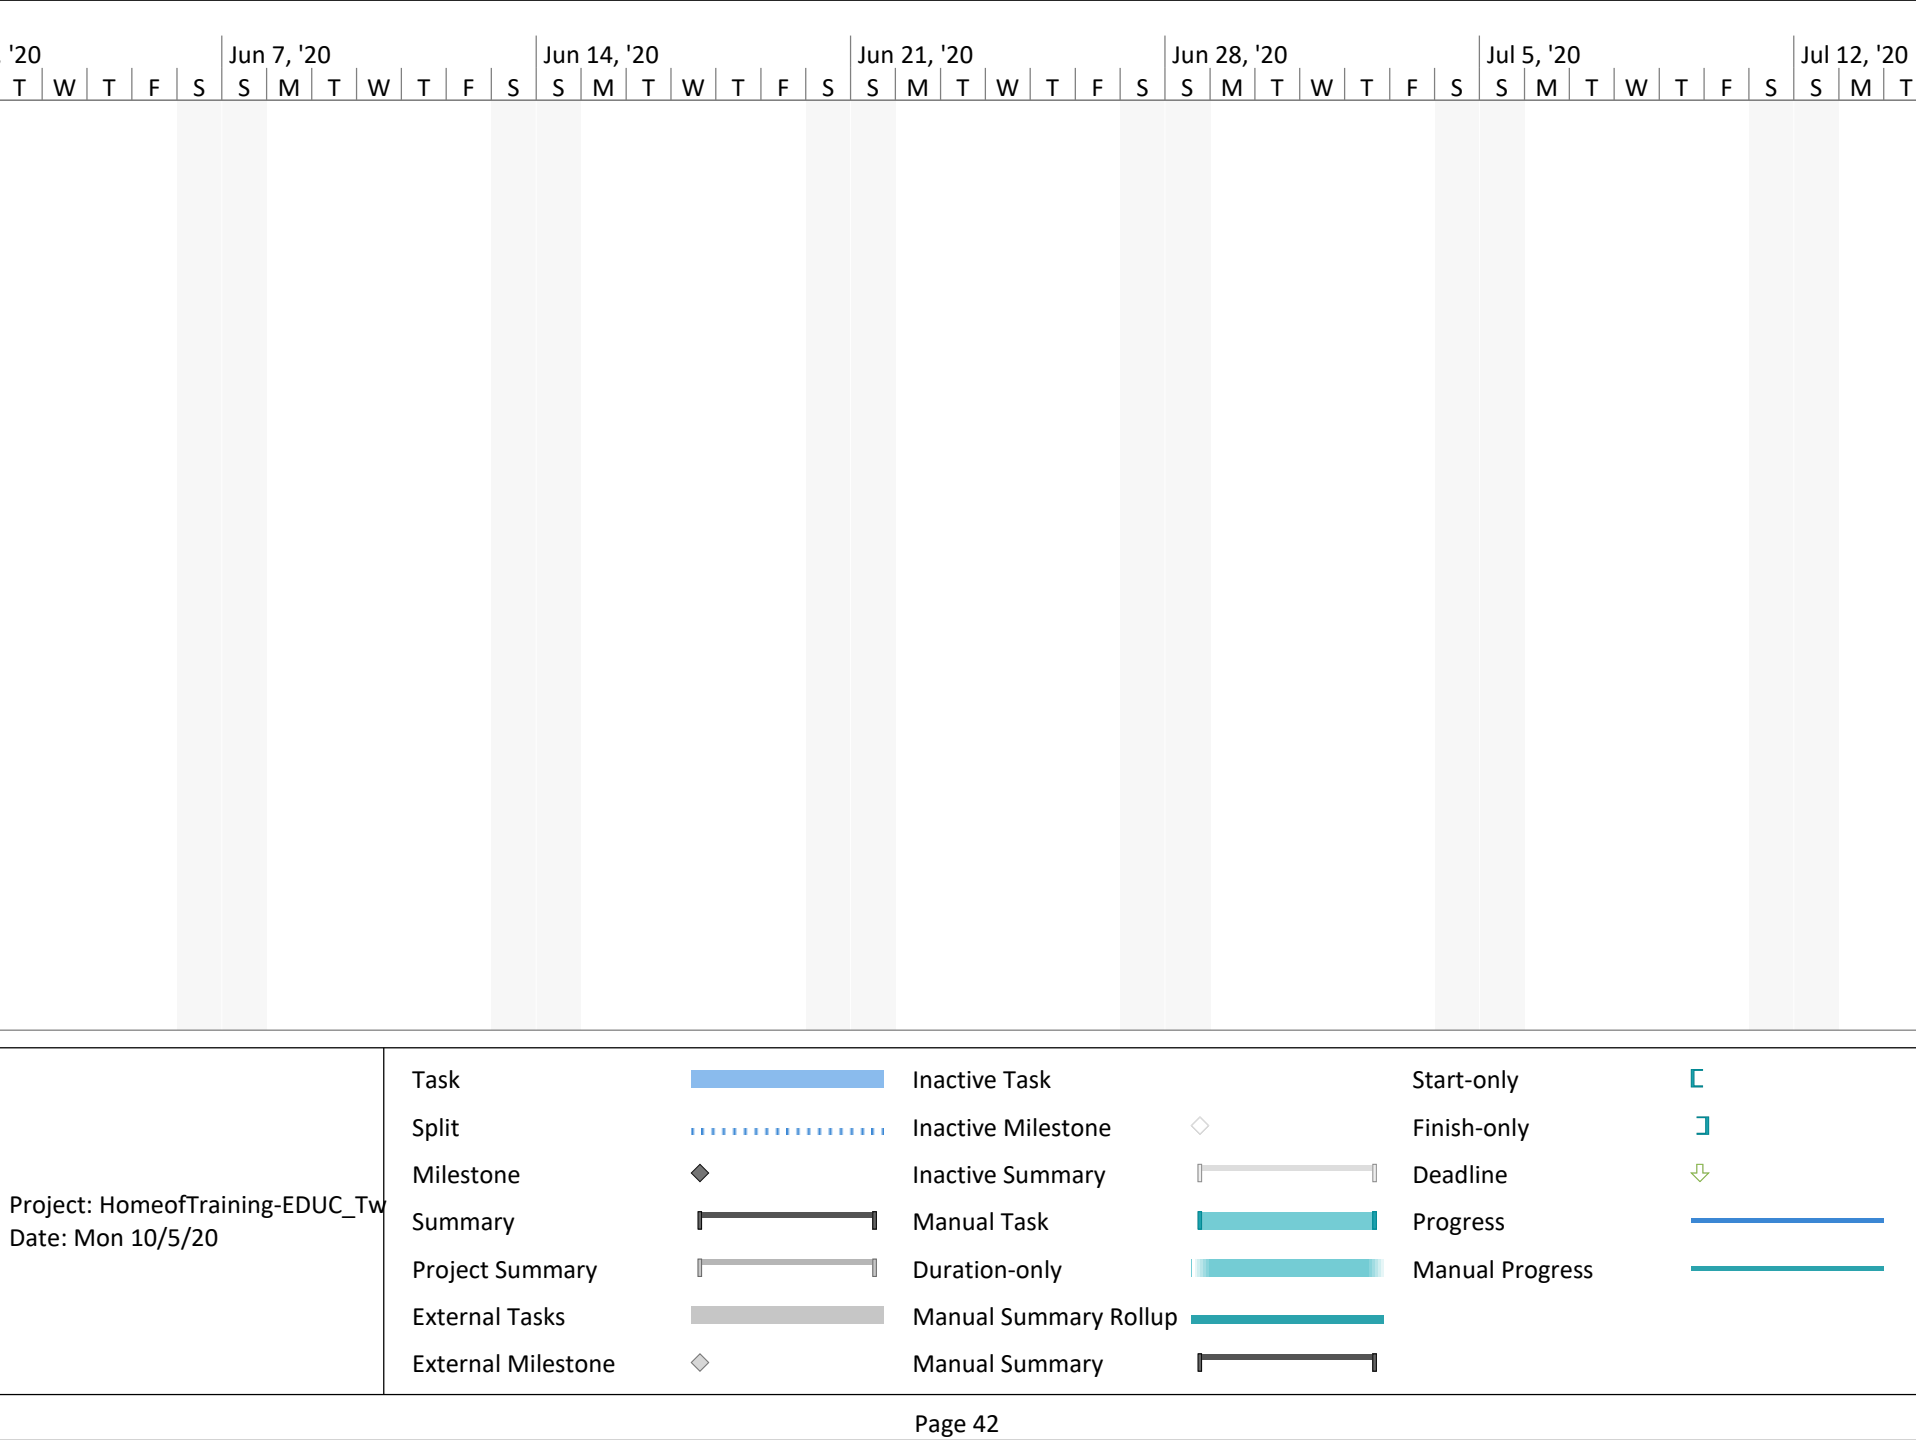 '20 Jun 7, '20 Jun 14, '20 Jun 21, '20 Jun 28, '20 Jul 5, '20 Jul 12, '20
T W T F S S M T W T F S S M T W T F S S M T W T F S S M T W T F S S M T W T F S S M T
Project: HomeofTraining-EDUC_Tw
Date: Mon 10/5/20
Task
Split
Milestone
Summary
Project Summary
External Tasks
External Milestone
Inactive Task
Inactive Milestone
Inactive Summary
Manual Task
Duration-only
Manual Summary Rollup
Manual Summary
Start-only
Finish-only
Deadline
Progress
Manual Progress
Page 42